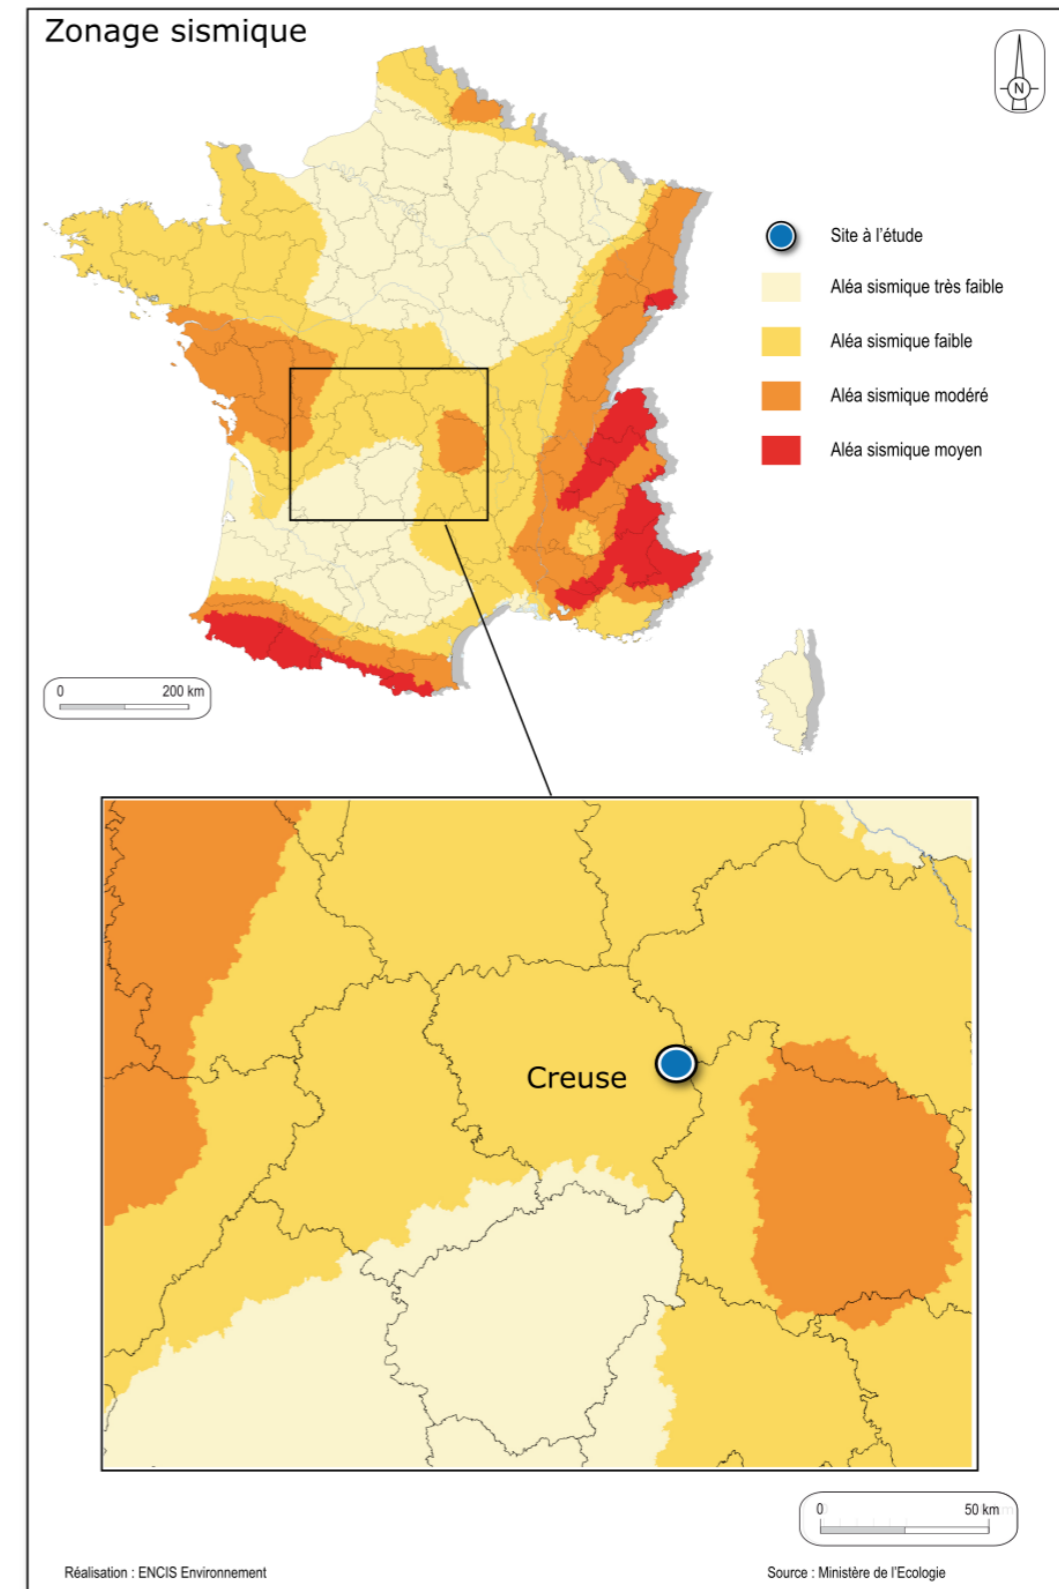 Zonage sismique
N
Site à l'étude
Aléa sismique très faible
Aléa sismique faible
Aléa sismique modéré
Aléa sismique moyen
0 200 km
Creuse
0 50 km
Réalisation : ENCIS Environnement
Source : Ministère de l'Ecologie